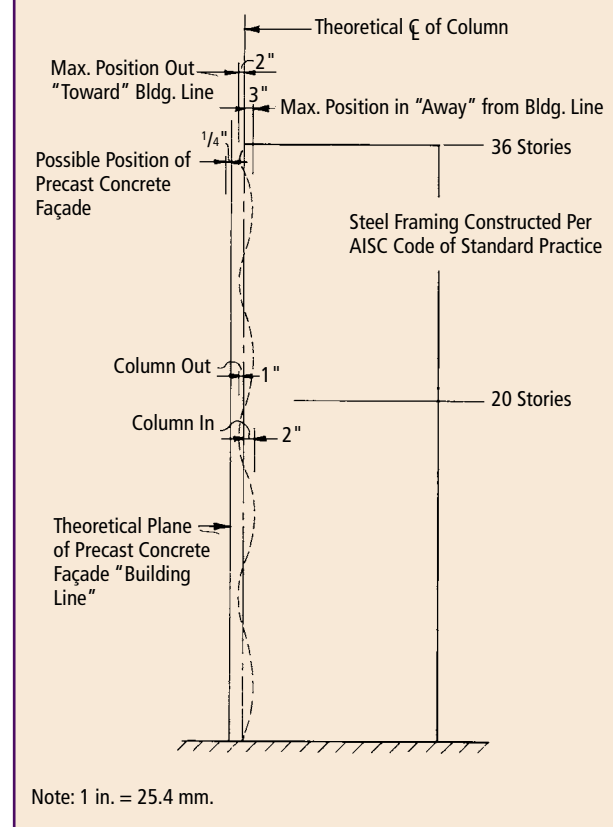 Theoretical ℄ of Column
Max. Position Out
"Toward" Bldg. Line
2"
3"
Max. Position in "Away" from Bldg. Line
1/4"
36 Stories
Possible Position of
Precast Concrete
Façade
Steel Framing Constructed Per
AISC Code of Standard Practice
Column Out
1"
20 Stories
Column In
2"
Theoretical Plane
of Precast Concrete
Façade "Building
Line"
Note: 1 in. = 25.4 mm.